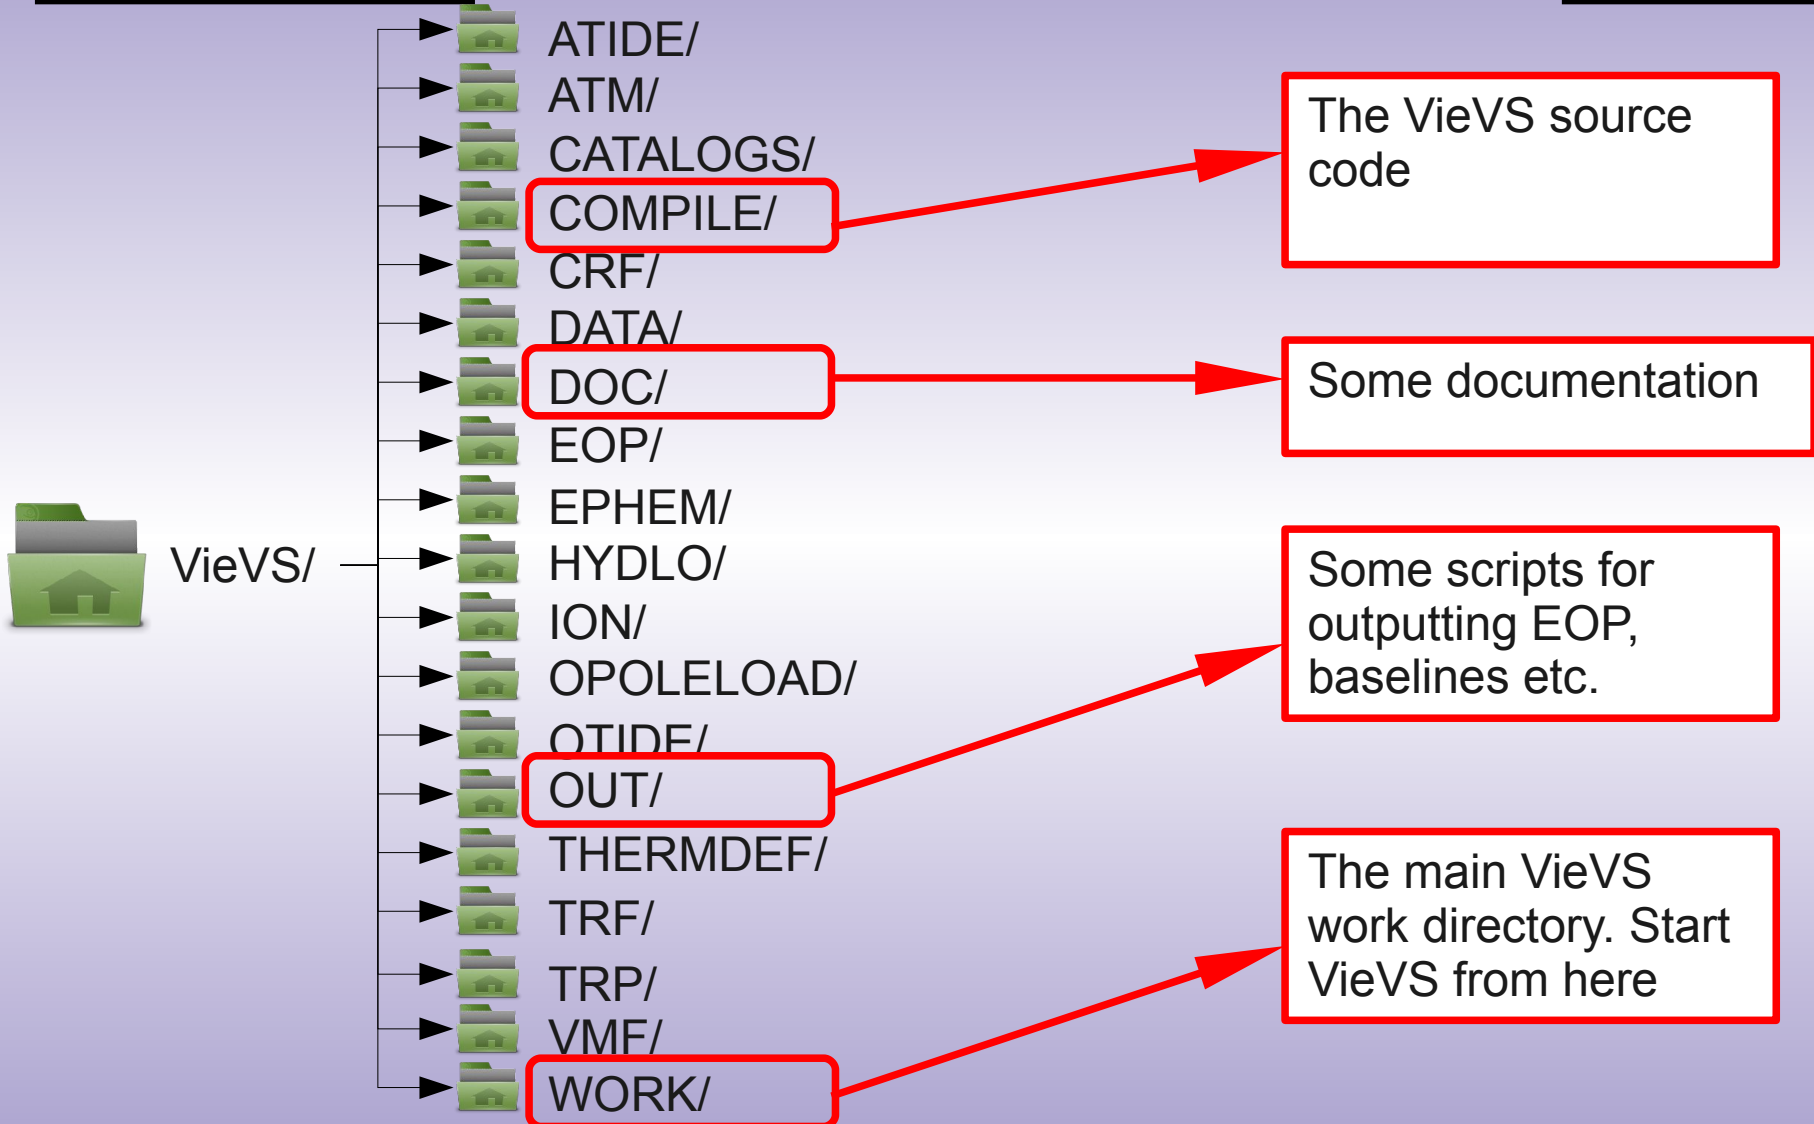 VieVS/
ATIDE/
ATM/
CATALOGS/
COMPILE/
CRF/
DATA/
DOC/
EOP/
EPHEM/
HYDLO/
ION/
OPOLELOAD/
OTIDE/
OUT/
THERMDEF/
TRF/
TRP/
VMF/
WORK/
The VieVS source
code
Some documentation
Some scripts for
outputting EOP,
baselines etc.
The main VieVS
work directory. Start
VieVS from here